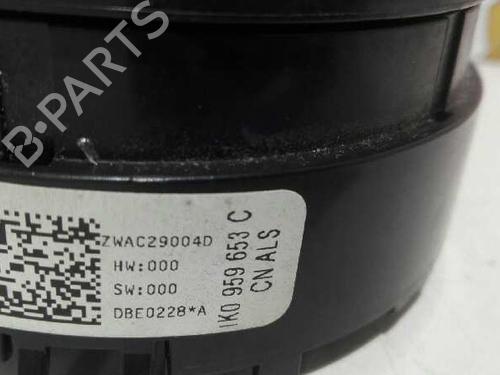 B-PARTS
ZWAC29004D
HW:000
SW:000
DBE0228*A
1K0 959 653 C
CN ALS